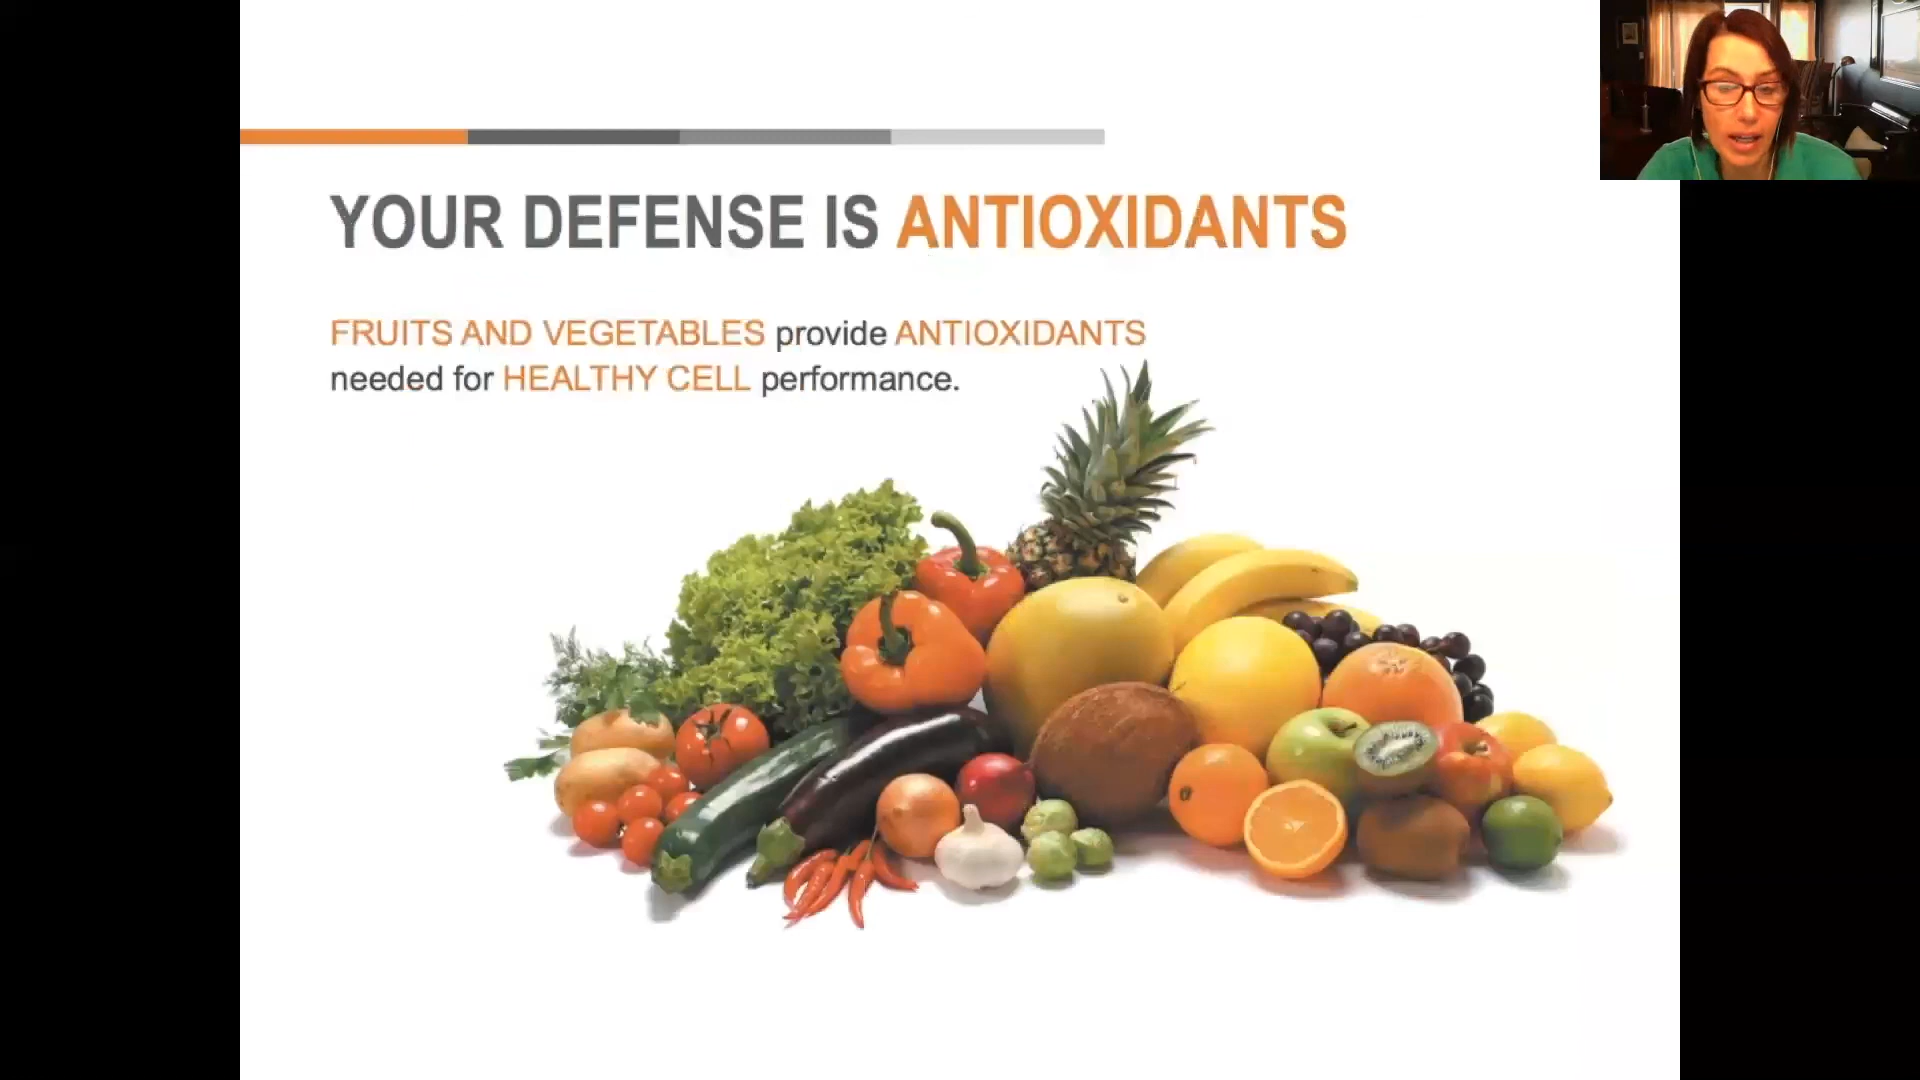 YOUR DEFENSE IS ANTIOXIDANTS
FRUITS AND VEGETABLES provide ANTIOXIDANTS
needed for HEALTHY CELL performance.